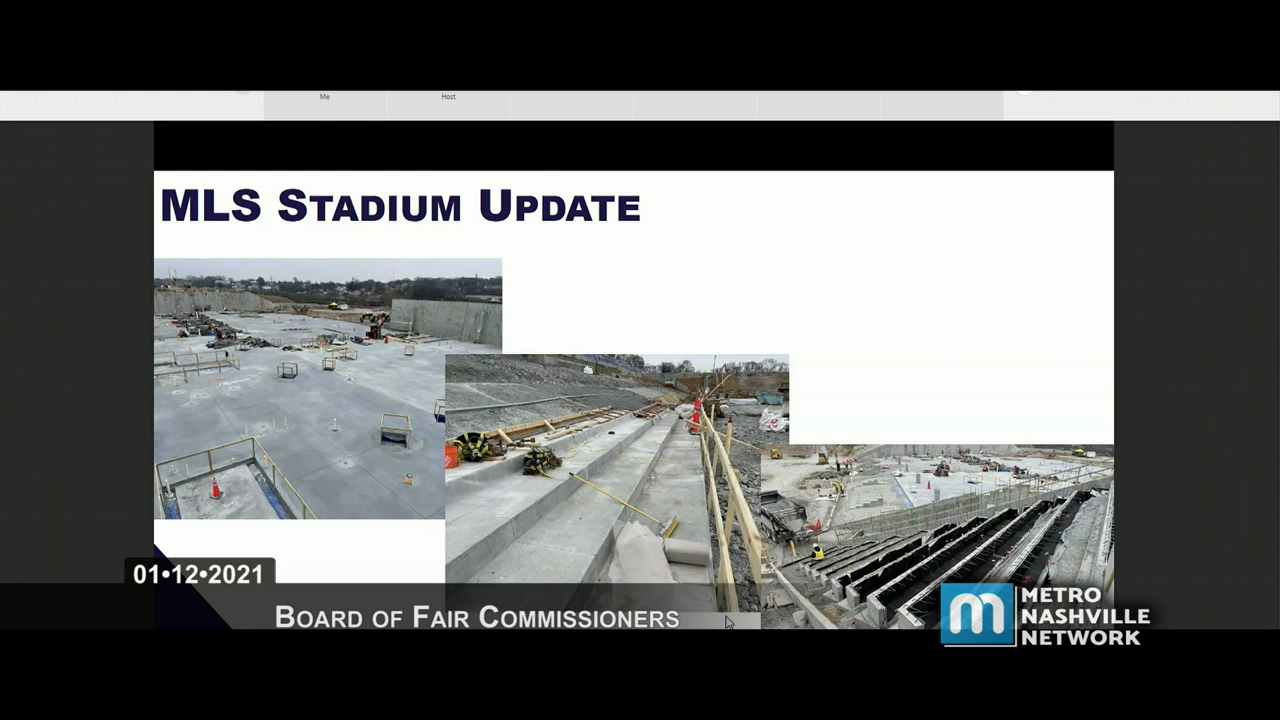 Me
Host
MLS STADIUM UPDATE
01•12•2021
BOARD OF FAIR COMMISSIONERS
m
METRO
NASHVILLE
NETWORK